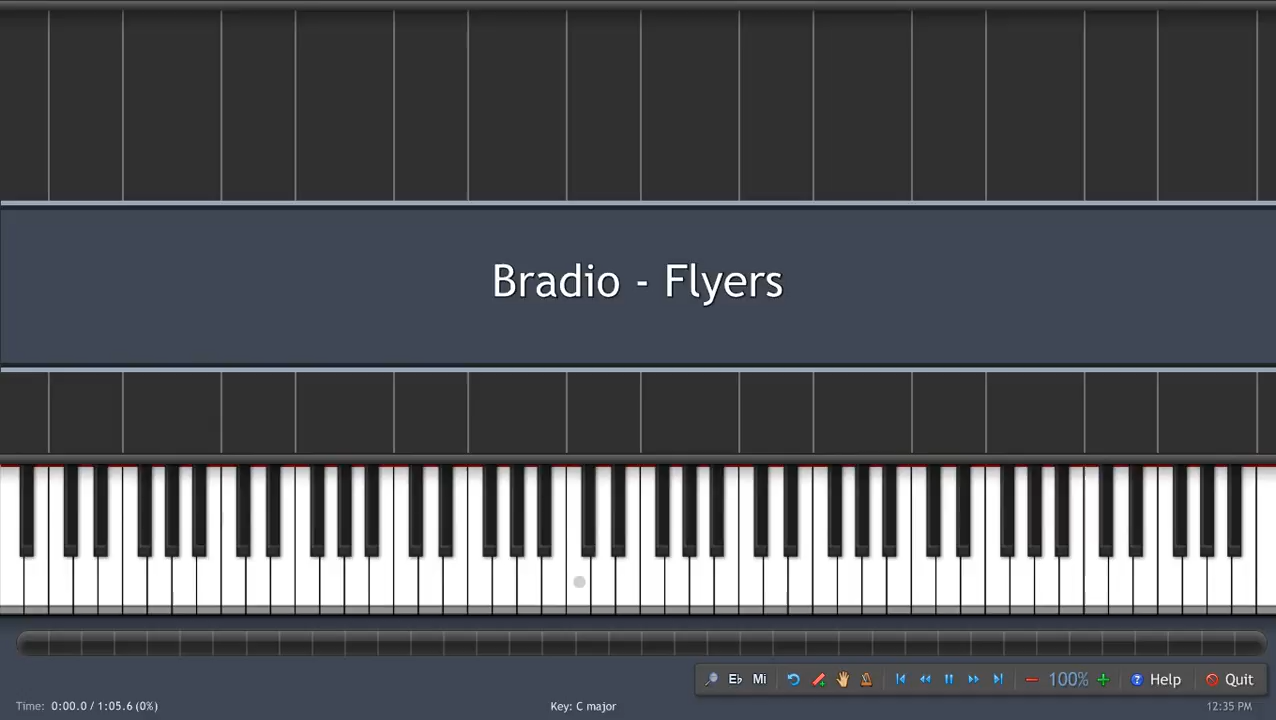 Bradio - Flyers
E♭ Mi 100% Help Quit
Time: 0:00.0 / 1:05.6 (0%) Key: C major 12:35 PM